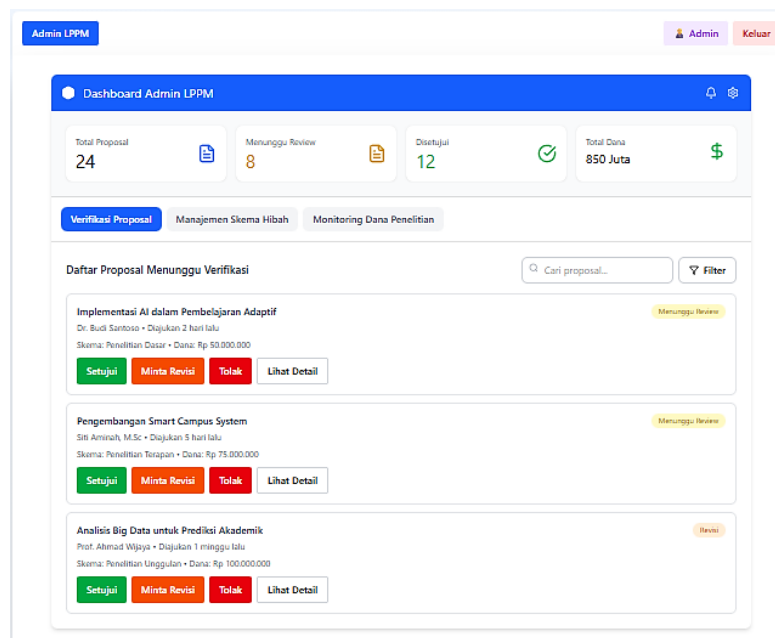 Admin LPPM
Admin Keluar
Dashboard Admin LPPM
Total Proposal
24
Menunggu Review
8
Disetujui
12
Total Dana
850 Juta
Verifikasi Proposal Manajemen Skema Hibah Monitoring Dana Penelitian
Daftar Proposal Menunggu Verifikasi
Cari proposal...
Filter
Implementasi AI dalam Pembelajaran Adaptif
Menunggu Review
Dr. Budi Santoso • Diajukan 2 hari lalu
Skema: Penelitian Dasar • Dana: Rp 50.000.000
Setujui Minta Revisi Tolak Lihat Detail
Pengembangan Smart Campus System
Menunggu Review
Siti Aminah, M.Sc • Diajukan 5 hari lalu
Skema: Penelitian Terapan • Dana: Rp 75.000.000
Setujui Minta Revisi Tolak Lihat Detail
Analisis Big Data untuk Prediksi Akademik
Revisi
Prof. Ahmad Wijaya • Diajukan 1 minggu lalu
Skema: Penelitian Unggulan • Dana: Rp 100.000.000
Setujui Minta Revisi Tolak Lihat Detail